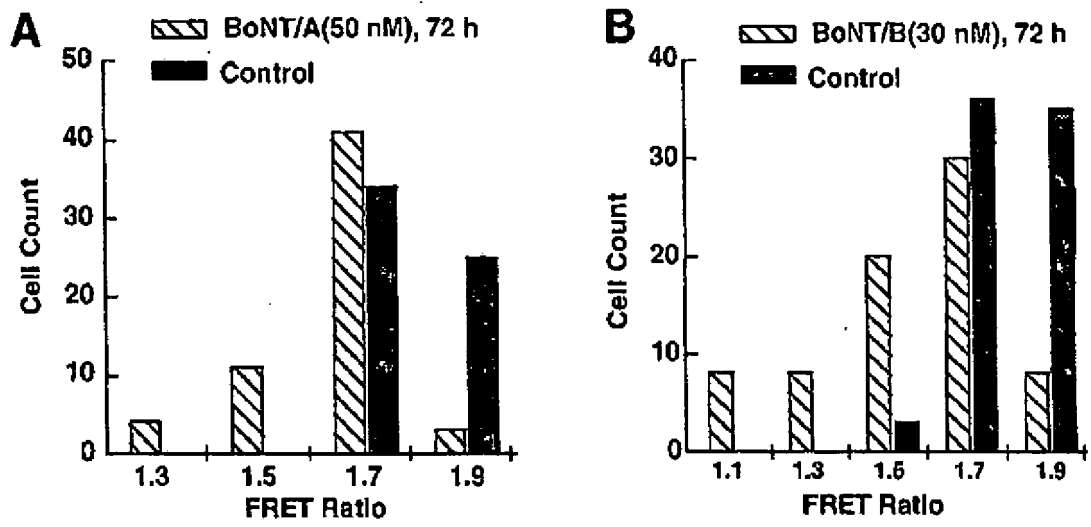 A
BoNT/A(50 nM), 72 h
Control
50
40
30
20
10
0
Cell Count
1.3 1.5 1.7 1.9
FRET Ratio
B
BoNT/B(30 nM), 72 h
Control
40
30
20
10
0
Cell Count
1.1 1.3 1.5 1.7 1.9
FRET Ratio